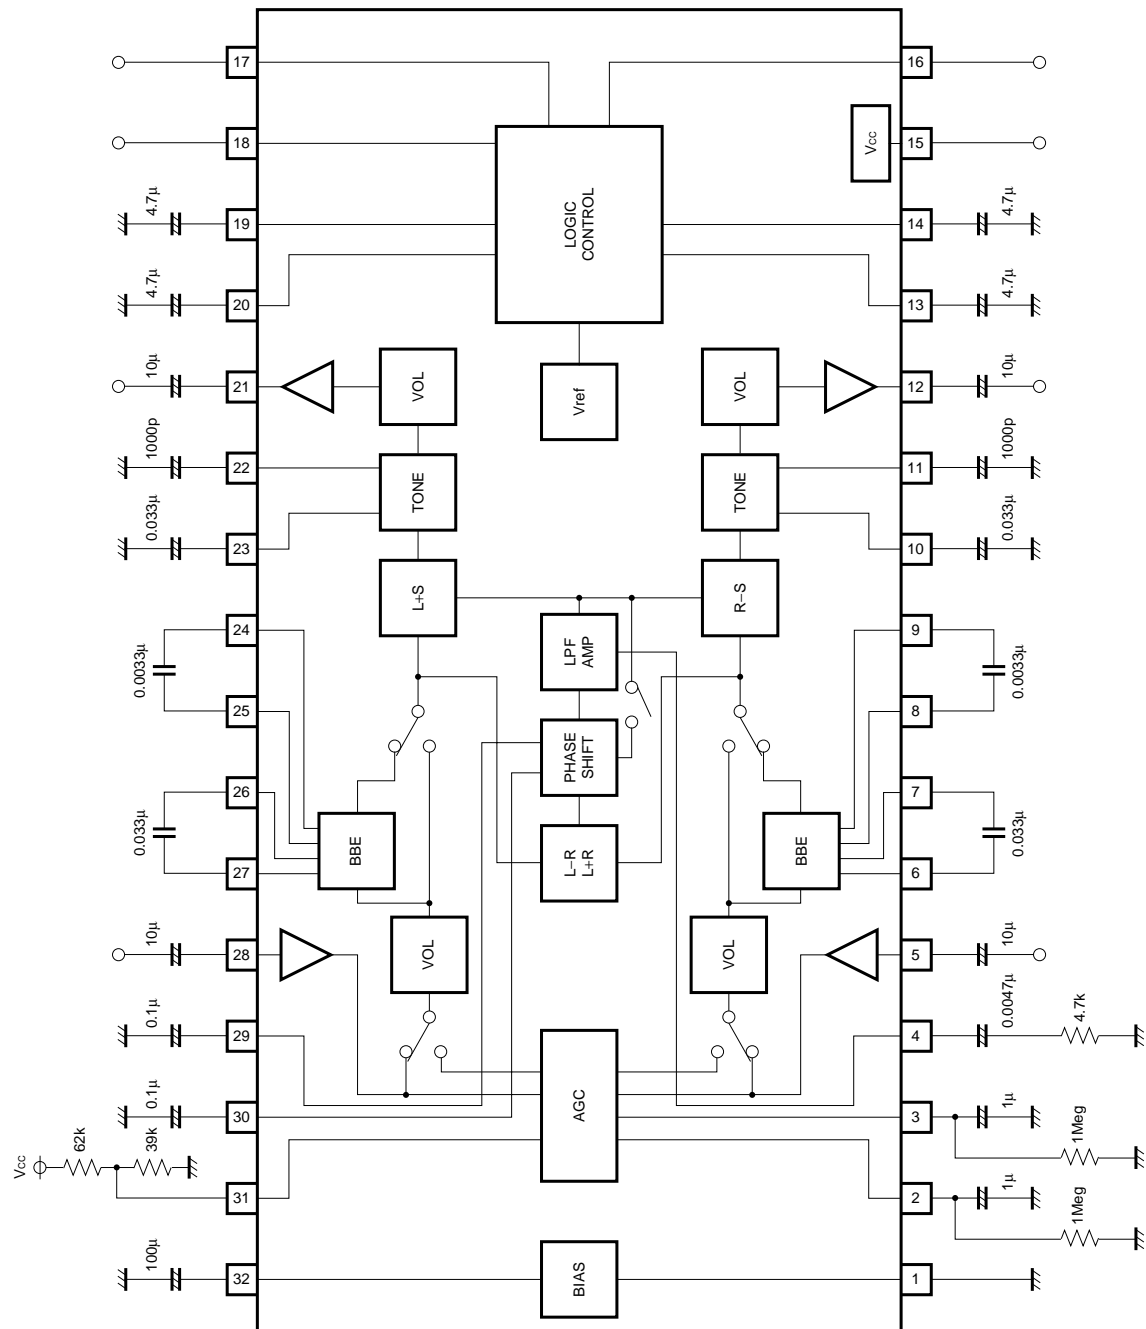 17
16
18
15
Vcc
4.7μ
19
LOGIC
CONTROL
14
4.7μ
4.7μ
20
13
4.7μ
10μ
21
VOL
Vref
VOL
12
10μ
1000p
22
TONE
TONE
11
1000p
0.033μ
23
10
0.033μ
L+S
R−S
24
LPF
AMP
9
0.0033μ
0.0033μ
25
PHASE
SHIFT
8
26
7
0.033μ
BBE
L−R
L+R
BBE
0.033μ
27
6
10μ
28
VOL
VOL
5
10μ
0.1μ
29
4
0.0047μ
4.7k
0.1μ
30
AGC
3
1μ
1Meg
Vcc
62k
39k
31
2
1μ
1Meg
100μ
32
BIAS
1